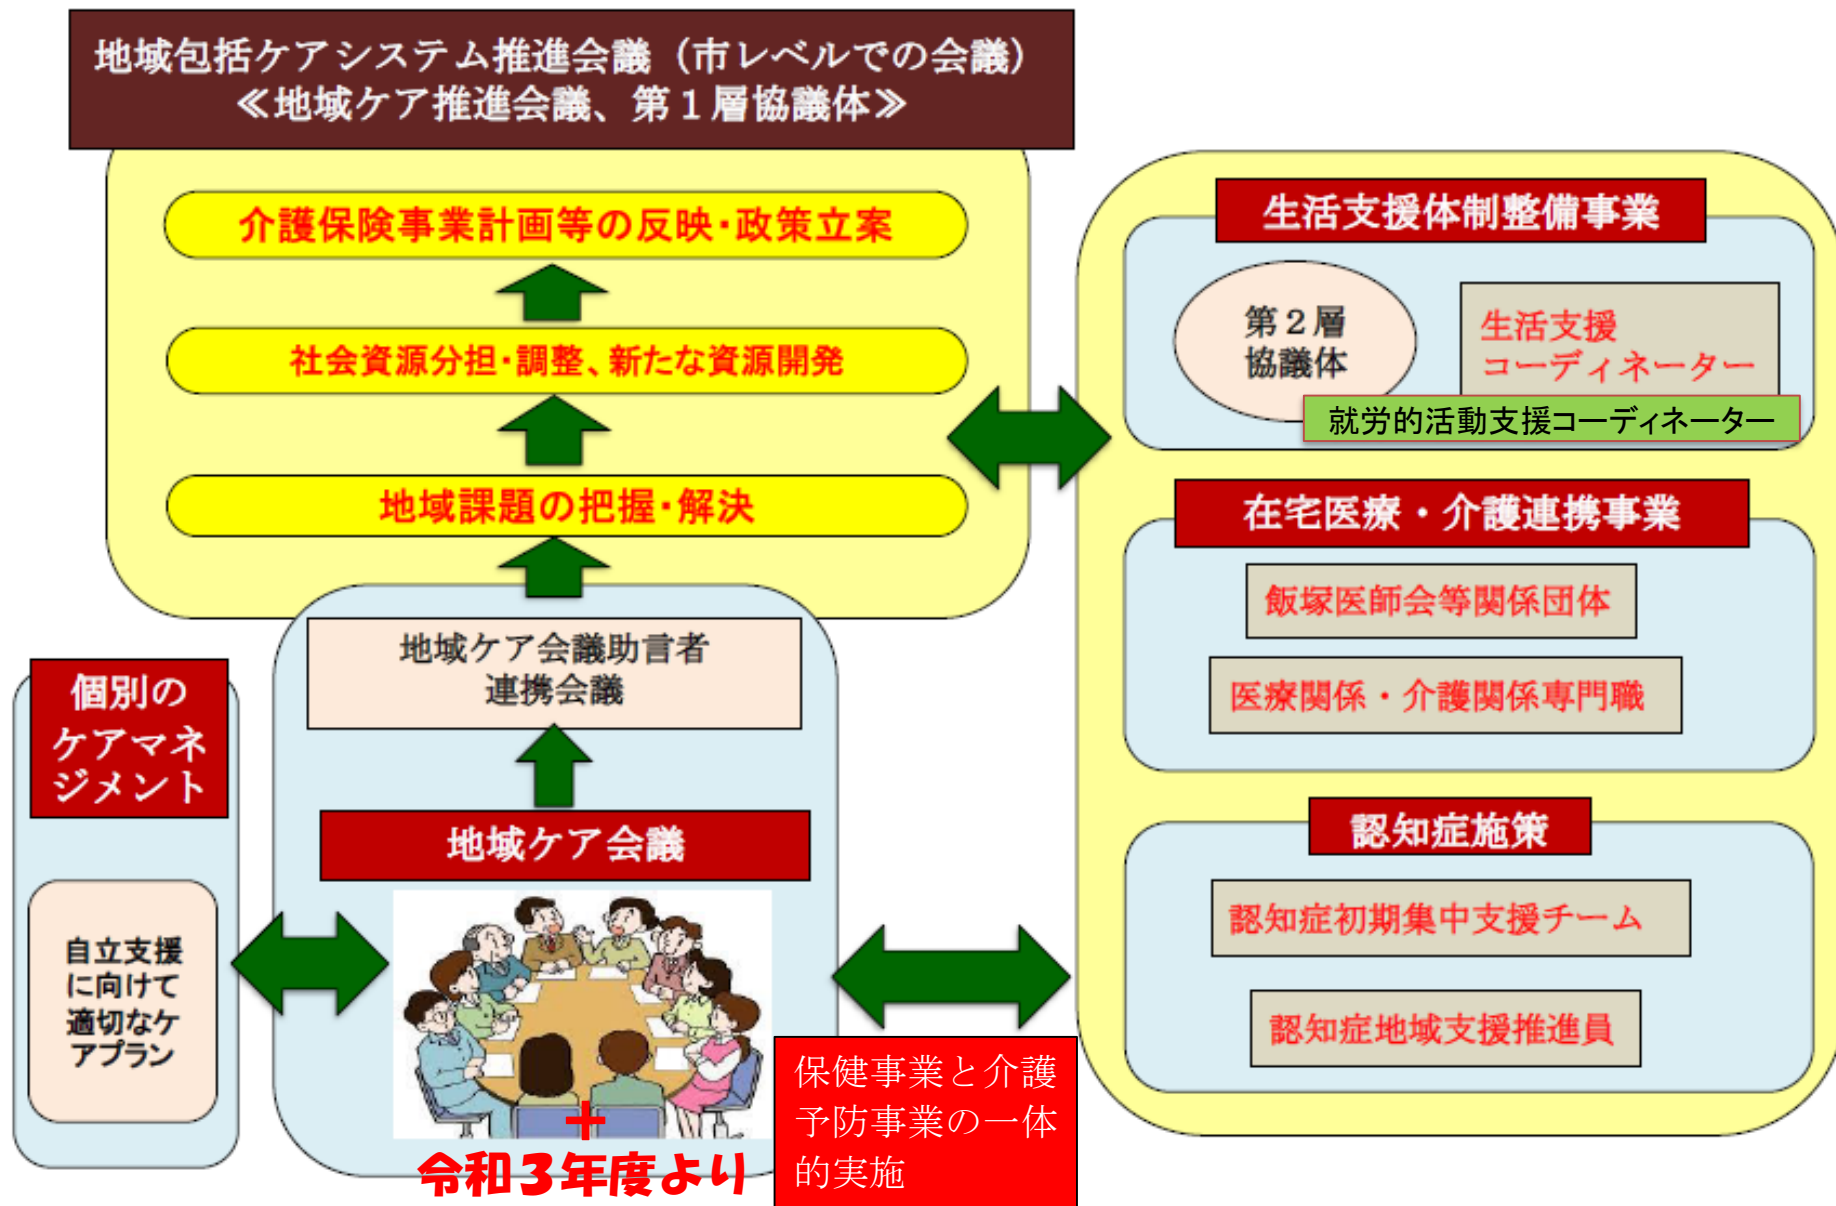 地域包括ケアシステム推進会議（市レベルでの会議）
≪地域ケア推進会議、第１層協議体≫
介護保険事業計画等の反映・政策立案
社会資源分担・調整、新たな資源開発
地域課題の把握・解決
地域ケア会議助言者
連携会議
地域ケア会議
個別の
ケアマネ
ジメント
自立支援
に向けて
適切なケ
アプラン
＋
令和３年度より
保健事業と介護
予防事業の一体
的実施
生活支援体制整備事業
第２層
協議体
生活支援
コーディネーター
就労的活動支援コーディネーター
在宅医療・介護連携事業
飯塚医師会等関係団体
医療関係・介護関係専門職
認知症施策
認知症初期集中支援チーム
認知症地域支援推進員